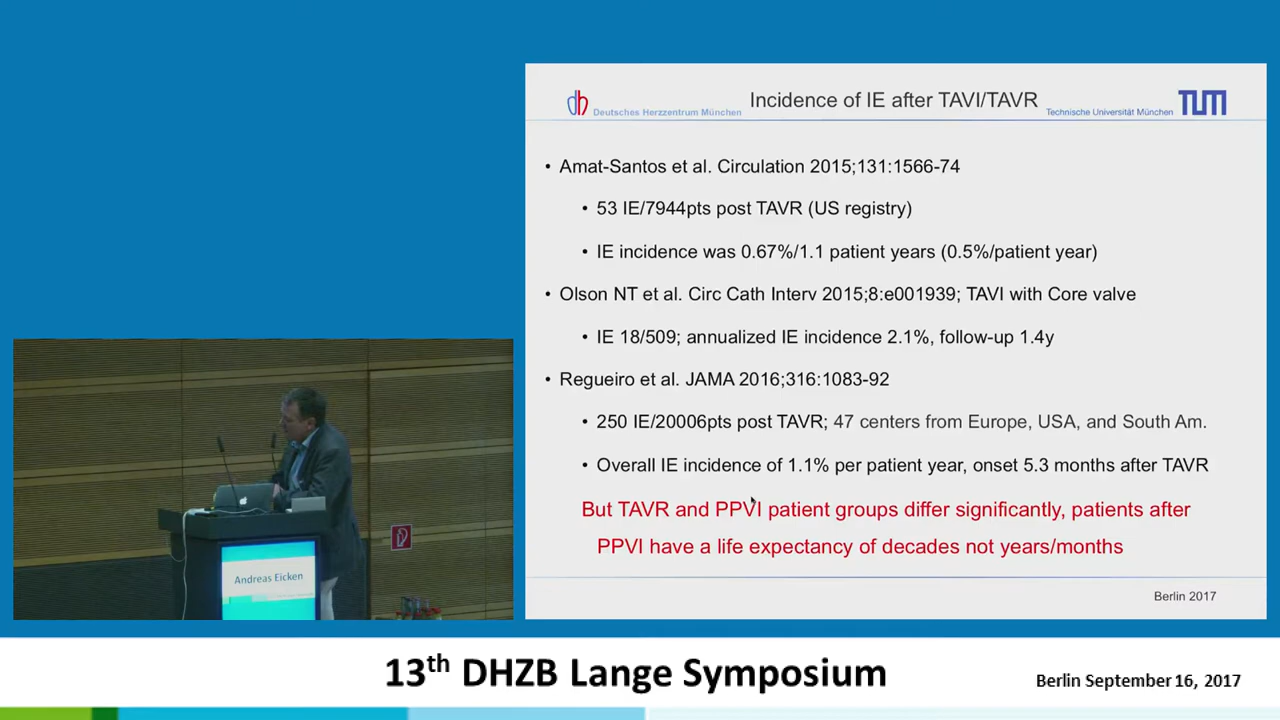 Deutsches Herzzentrum München
Incidence of IE after TAVI/TAVR
Technische Universität München
TUM
• Amat-Santos et al. Circulation 2015;131:1566-74
• 53 IE/7944pts post TAVR (US registry)
• IE incidence was 0.67%/1.1 patient years (0.5%/patient year)
• Olson NT et al. Circ Cath Interv 2015;8:e001939; TAVI with Core valve
• IE 18/509; annualized IE incidence 2.1%, follow-up 1.4y
• Regueiro et al. JAMA 2016;316:1083-92
• 250 IE/20006pts post TAVR; 47 centers from Europe, USA, and South Am.
• Overall IE incidence of 1.1% per patient year, onset 5.3 months after TAVR
But TAVR and PPVI patient groups differ significantly, patients after
PPVI have a life expectancy of decades not years/months
Berlin 2017
Andreas Eicken
13th DHZB Lange Symposium
Berlin September 16, 2017